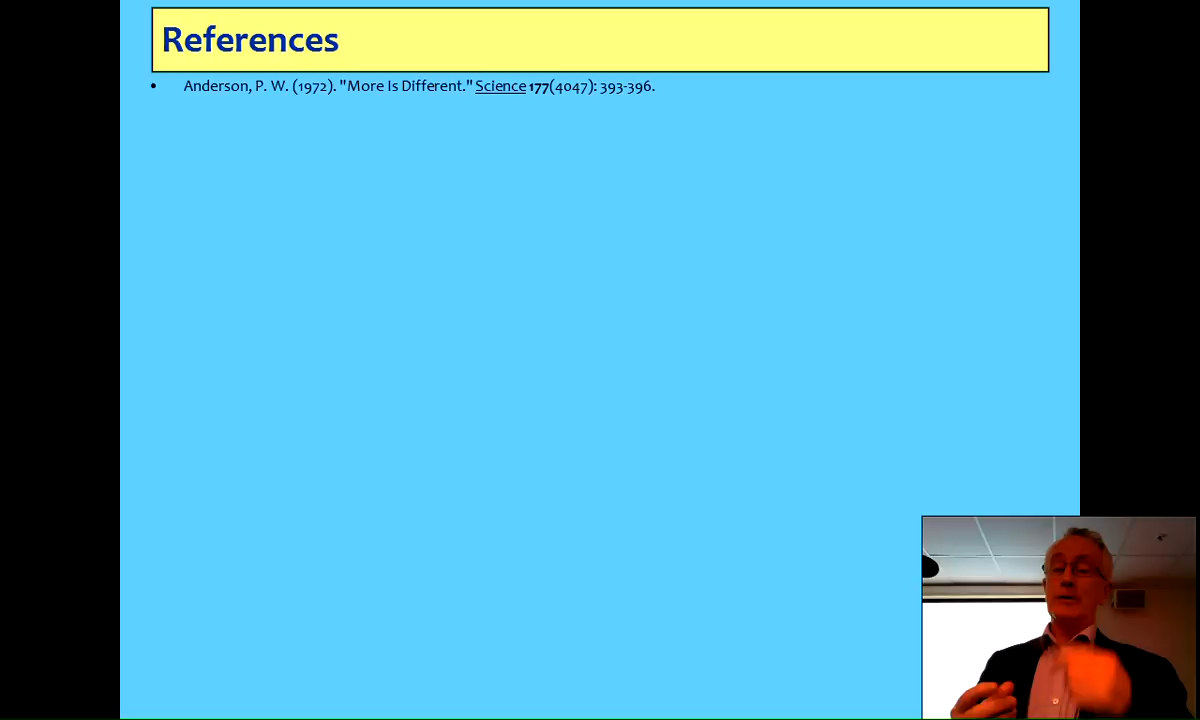 References
• Anderson, P. W. (1972). "More Is Different." Science 177(4047): 393-396.